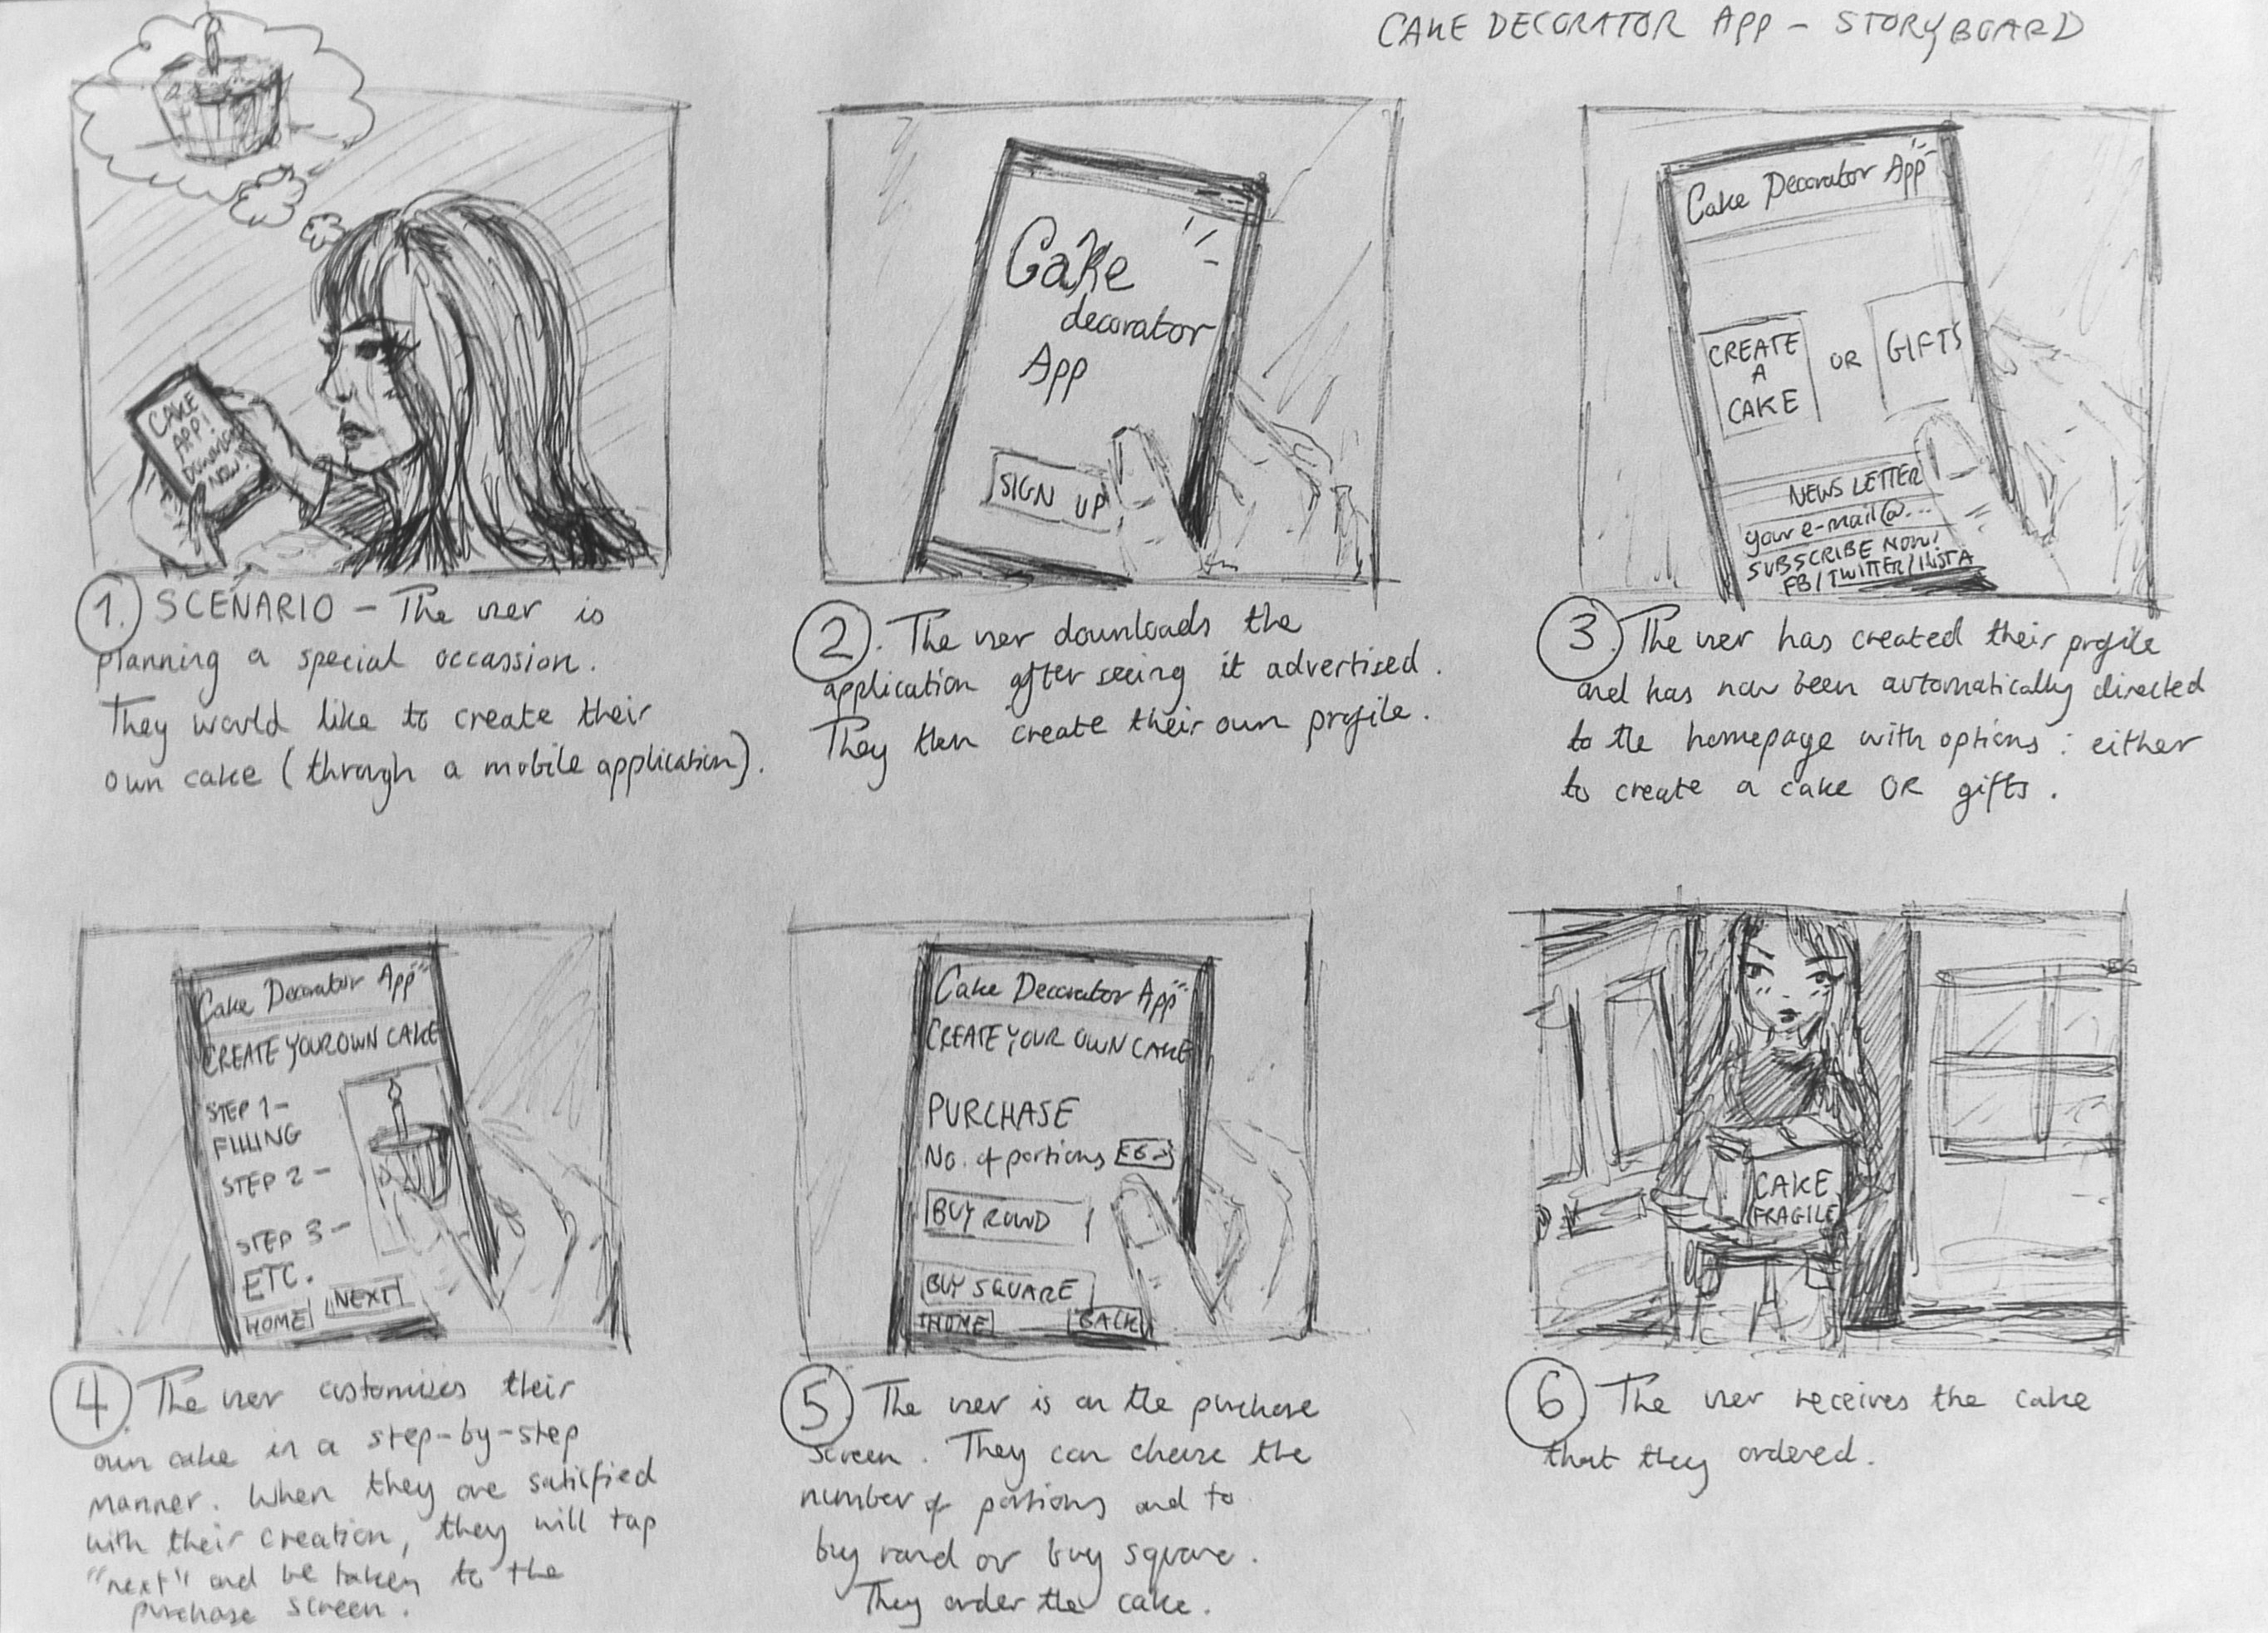 CAKE DECORATOR APP - STORYBOARD
CAKE
APP!
DOWNLOAD
NOW!
1. SCENARIO - The user is
planning a special occassion.
They would like to create their
own cake (through a mobile application).
Cake
decorator
App
SIGN UP
2. The user downloads the
application after seeing it advertised.
They then create their own profile.
Cake Decorator App
CREATE
A
CAKE
OR
GIFTS
NEWS LETTER
your e-mail@...
SUBSCRIBE NOW!
FB/TWITTER/INSTA
3. The user has created their profile
and has now been automatically directed
to the homepage with options: either
to create a cake OR gifts.
Cake Decorator App
CREATE YOUR OWN CAKE
STEP 1-
FILLING
STEP 2-
STEP 3-
ETC.
HOME NEXT
4. The user customises their
own cake in a step-by-step
manner. When they are satisfied
with their creation, they will tap
"next" and be taken to the
purchase screen.
Cake Decorator App
CREATE YOUR OWN CAKE
PURCHASE
No. of portions
BUY ROUND
BUY SQUARE
HOME BACK
5. The user is on the purchase
screen. They can choose the
number of portions and to
buy round or buy square.
They order the cake.
CAKE
FRAGILE
6. The user receives the cake
that they ordered.